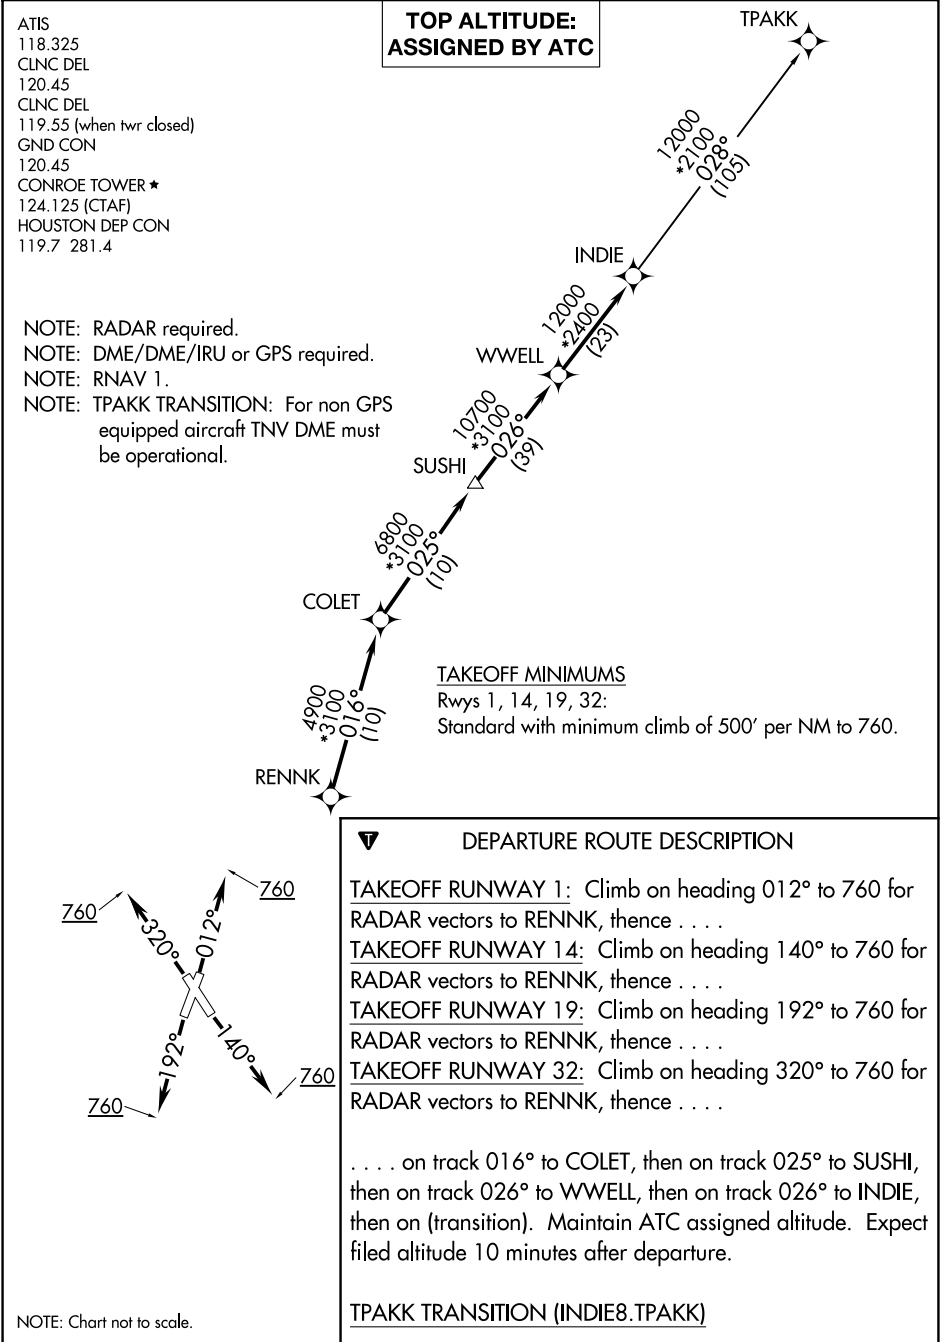 ATIS
118.325
CLNC DEL
120.45
CLNC DEL
119.55 (when twr closed)
GND CON
120.45
CONROE TOWER ★
124.125 (CTAF)
HOUSTON DEP CON
119.7 281.4
TOP ALTITUDE:
ASSIGNED BY ATC
TPAKK
12000
*2100
028°
(105)
INDIE
12000
*2400
(23)
WWELL
10700
*3100
026°
(39)
SUSHI
6800
*3100
025°
(10)
COLET
4900
*3100
016°
(10)
RENNK
NOTE: RADAR required.
NOTE: DME/DME/IRU or GPS required.
NOTE: RNAV 1.
NOTE: TPAKK TRANSITION: For non GPS
equipped aircraft TNV DME must
be operational.
TAKEOFF MINIMUMS
Rwys 1, 14, 19, 32:
Standard with minimum climb of 500' per NM to 760.
760
760
320°
012°
192°
140°
760
760
T
DEPARTURE ROUTE DESCRIPTION
TAKEOFF RUNWAY 1: Climb on heading 012° to 760 for
RADAR vectors to RENNK, thence . . . .
TAKEOFF RUNWAY 14: Climb on heading 140° to 760 for
RADAR vectors to RENNK, thence . . . .
TAKEOFF RUNWAY 19: Climb on heading 192° to 760 for
RADAR vectors to RENNK, thence . . . .
TAKEOFF RUNWAY 32: Climb on heading 320° to 760 for
RADAR vectors to RENNK, thence . . . .
. . . . on track 016° to COLET, then on track 025° to SUSHI,
then on track 026° to WWELL, then on track 026° to INDIE,
then on (transition). Maintain ATC assigned altitude. Expect
filed altitude 10 minutes after departure.
TPAKK TRANSITION (INDIE8.TPAKK)
NOTE: Chart not to scale.